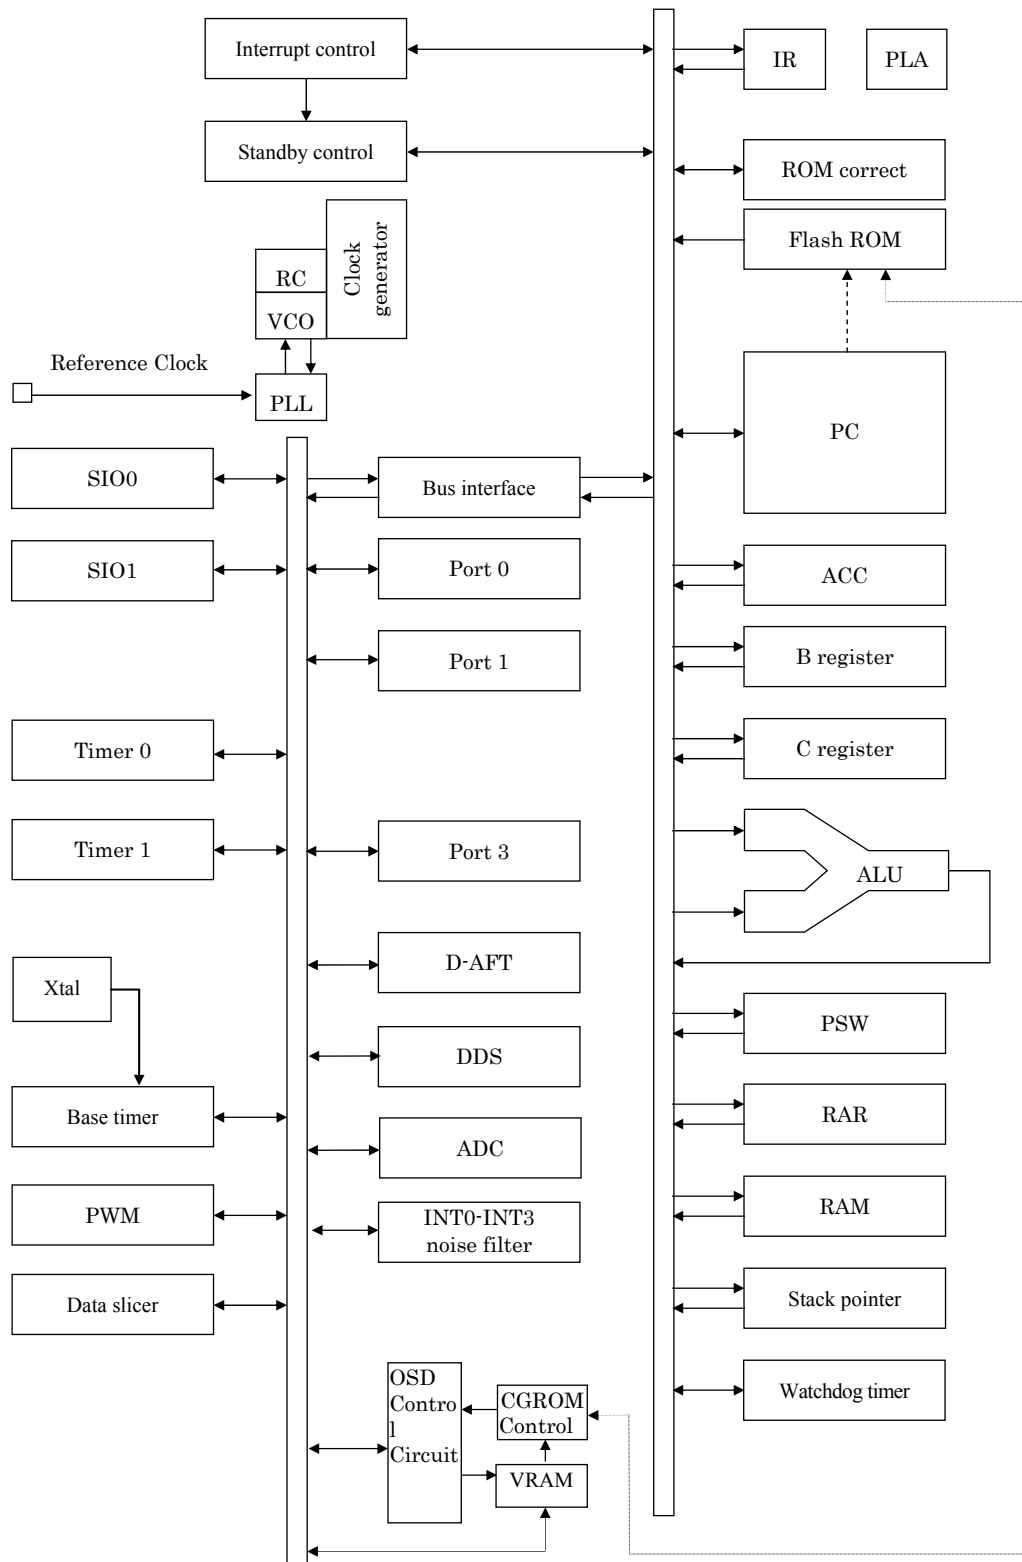 Interrupt control
IR
PLA
Standby control
ROM correct
Flash ROM
Clock
generator
RC
VCO
Reference Clock
PLL
PC
SIO0
Bus interface
SIO1
Port 0
ACC
Port 1
B register
Timer 0
C register
Timer 1
Port 3
ALU
D-AFT
Xtal
PSW
DDS
Base timer
RAR
ADC
PWM
INT0-INT3
noise filter
RAM
Data slicer
Stack pointer
OSD
Contro
l
Circuit
CGROM
Control
Watchdog timer
VRAM